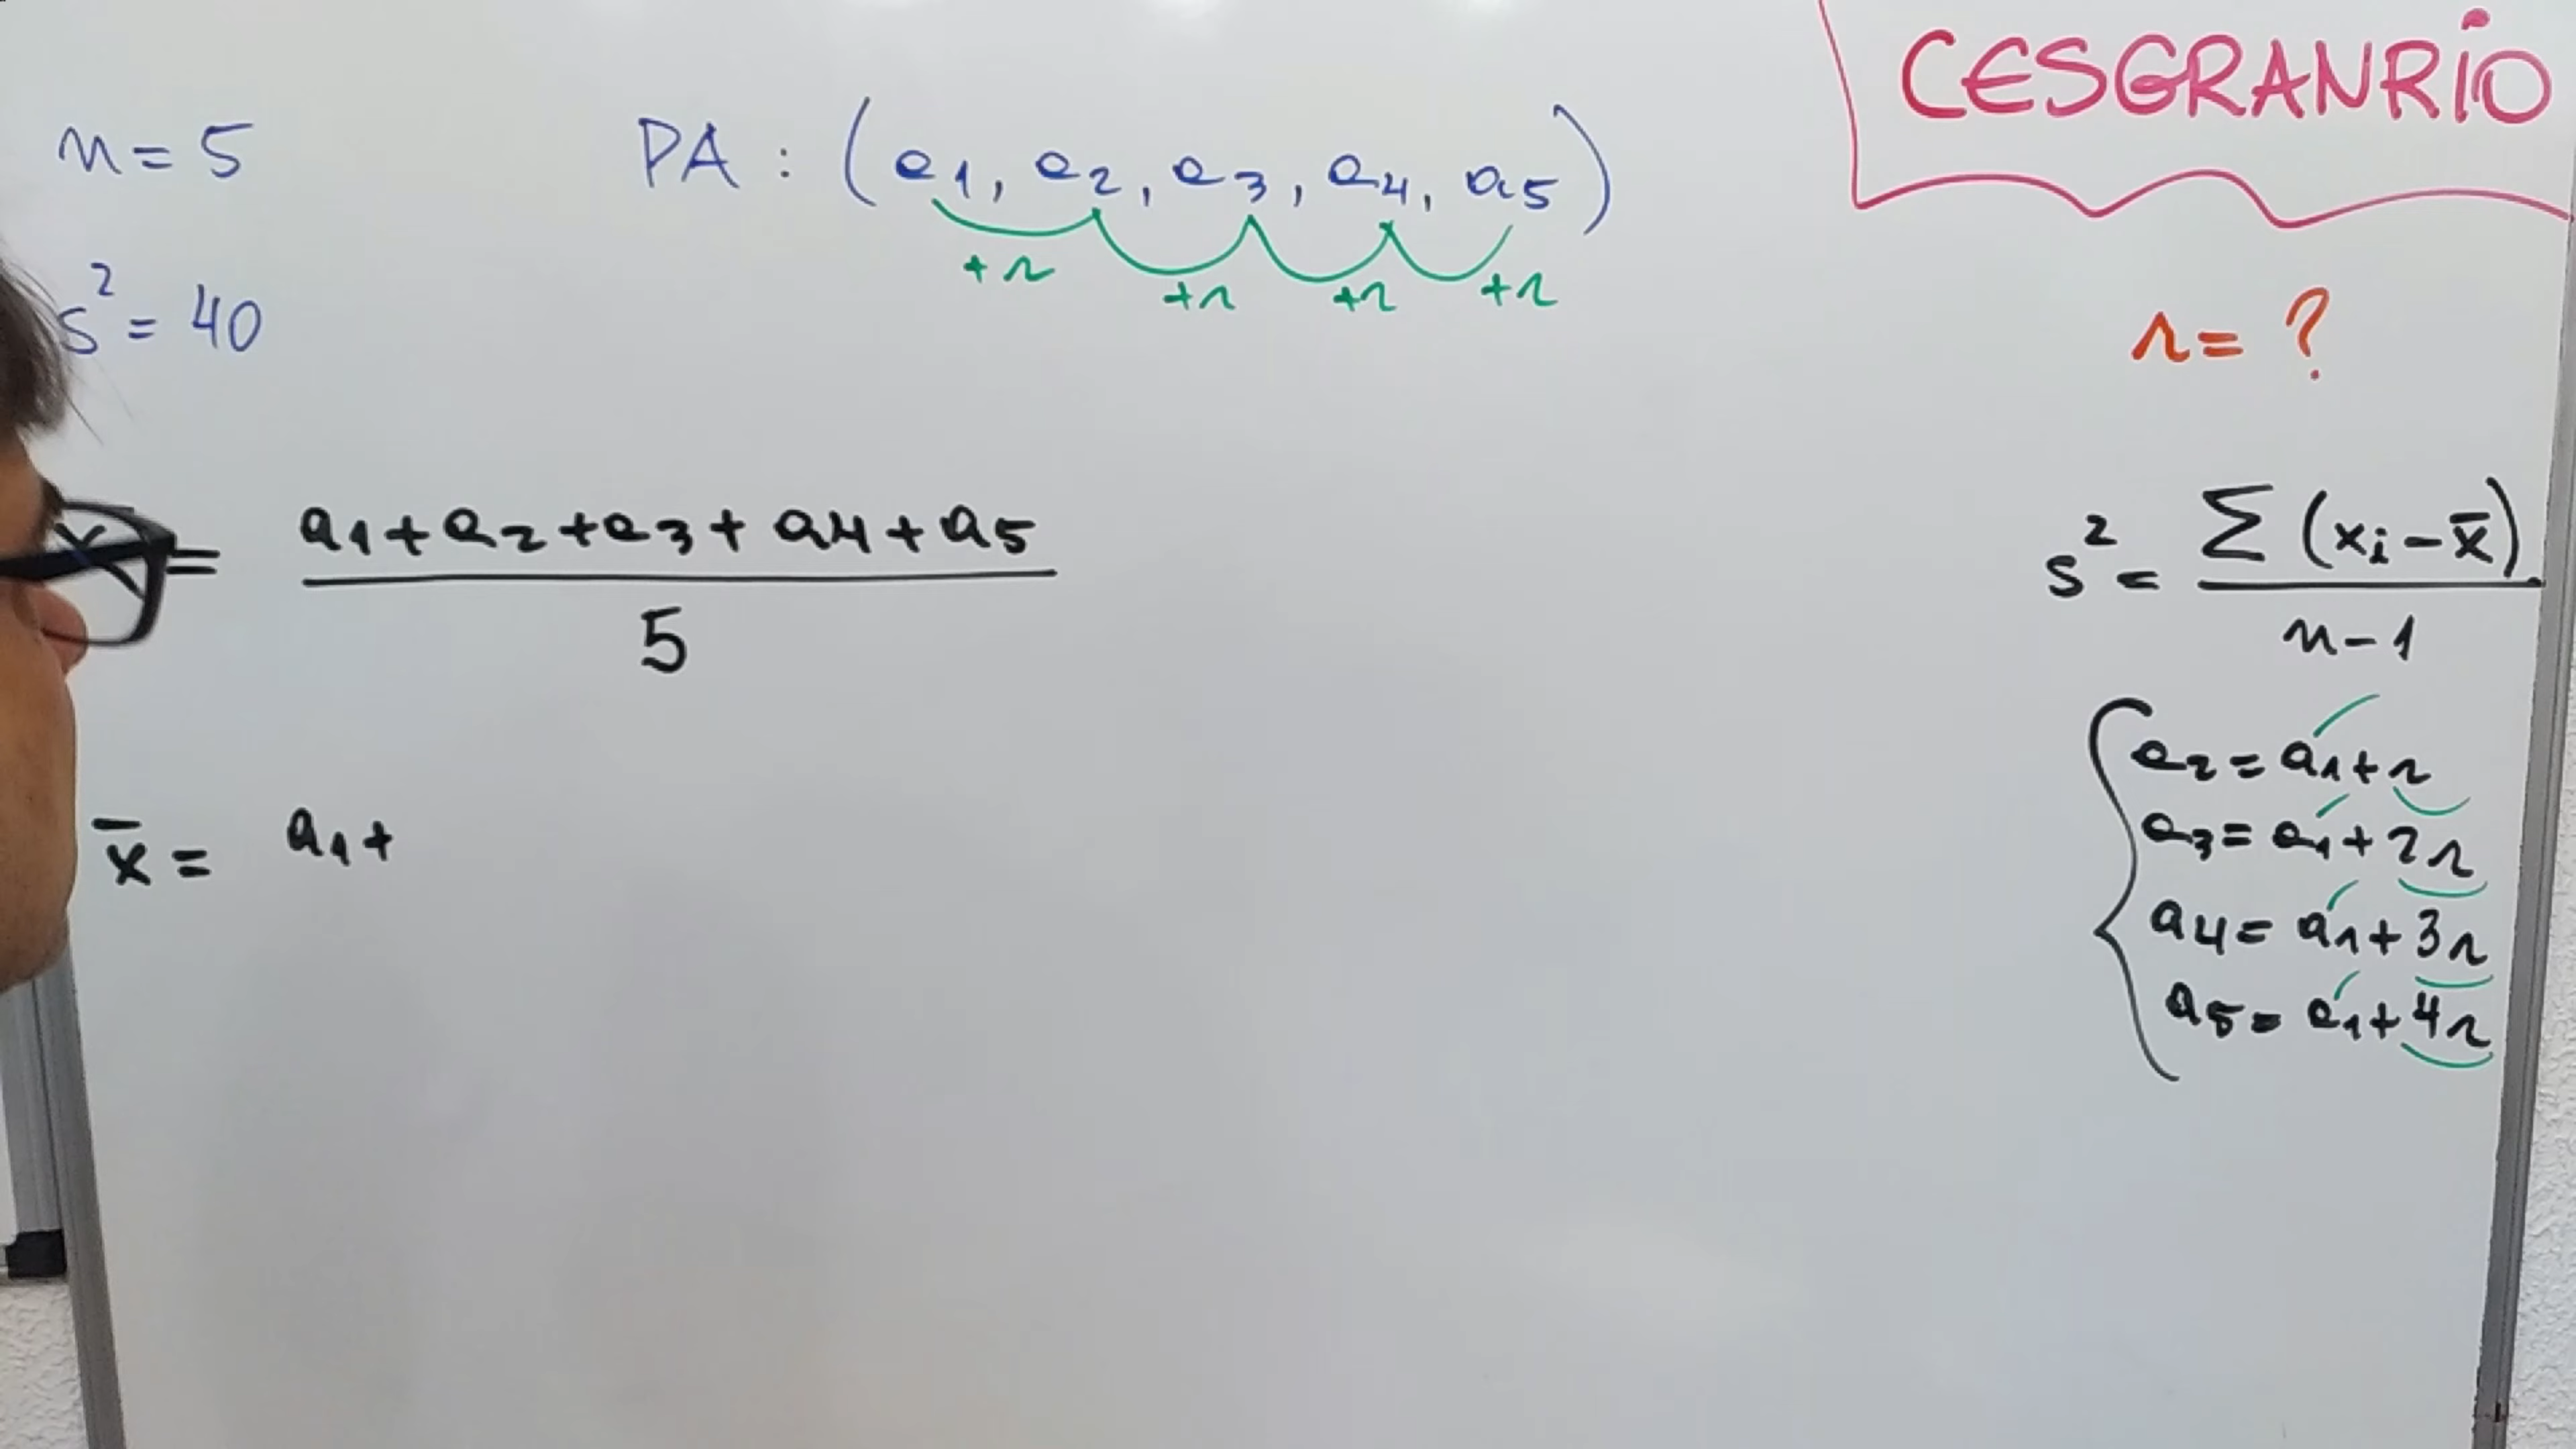 CESGRANRIO
n = 5
PA : (a1, a2, a3, a4, a5)
+r +r +r +r
s² = 40
r = ?
x = a1 + a2 + a3 + a4 + a5
5
s² = Σ (xi - x̄)
n - 1
x̄ = a1 +
a2 = a1 + r
a3 = a1 + 2r
a4 = a1 + 3r
a5 = a1 + 4r